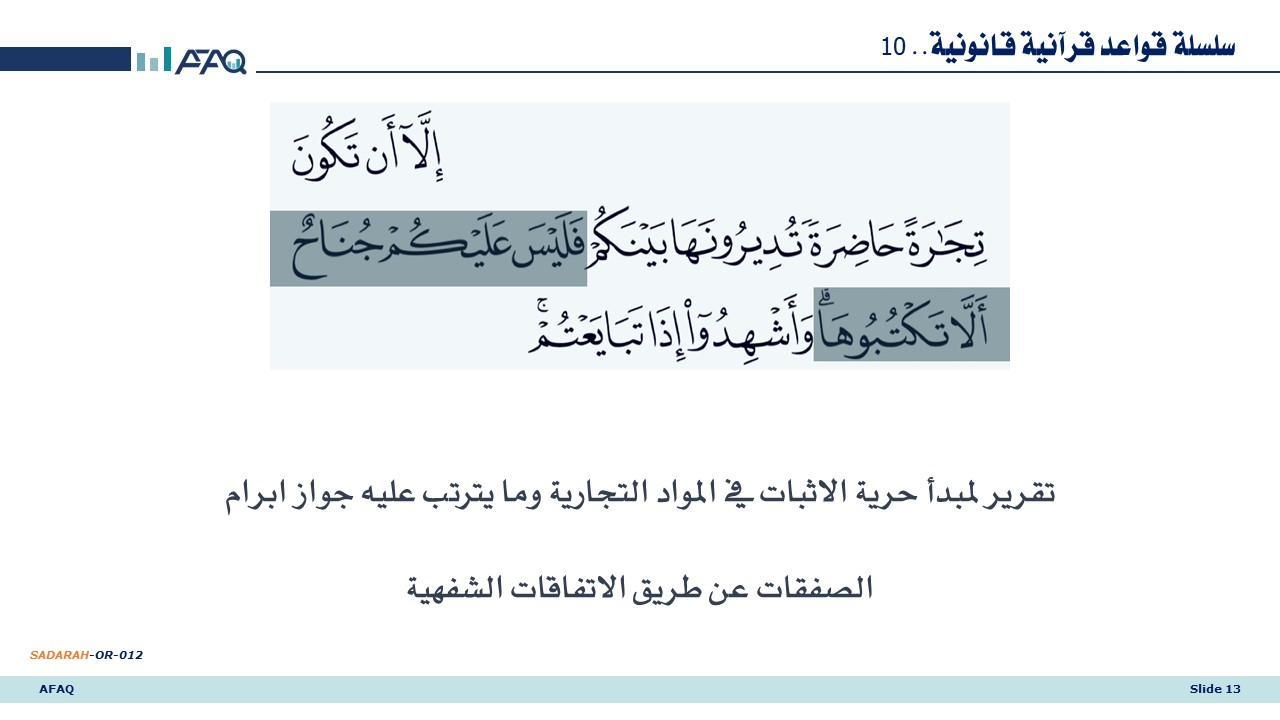 سلسلة قواعد قرآنية قانونية.. 10
AFAQ
إِلَّآ أَن تَكُونَ
تِجَٰرَةً حَاضِرَةً تُدِيرُونَهَا بَيْنَكُمْ فَلَيْسَ عَلَيْكُمْ جُنَاحٌ
أَلَّا تَكْتُبُوهَا ۗ وَأَشْهِدُوٓا۟ إِذَا تَبَايَعْتُمْ ۚ
تقرير لمبدأ حرية الاثبات في المواد التجارية وما يترتب عليه جواز ابرام
الصفقات عن طريق الاتفاقات الشفهية
SADARAH-OR-012
AFAQ
Slide 13